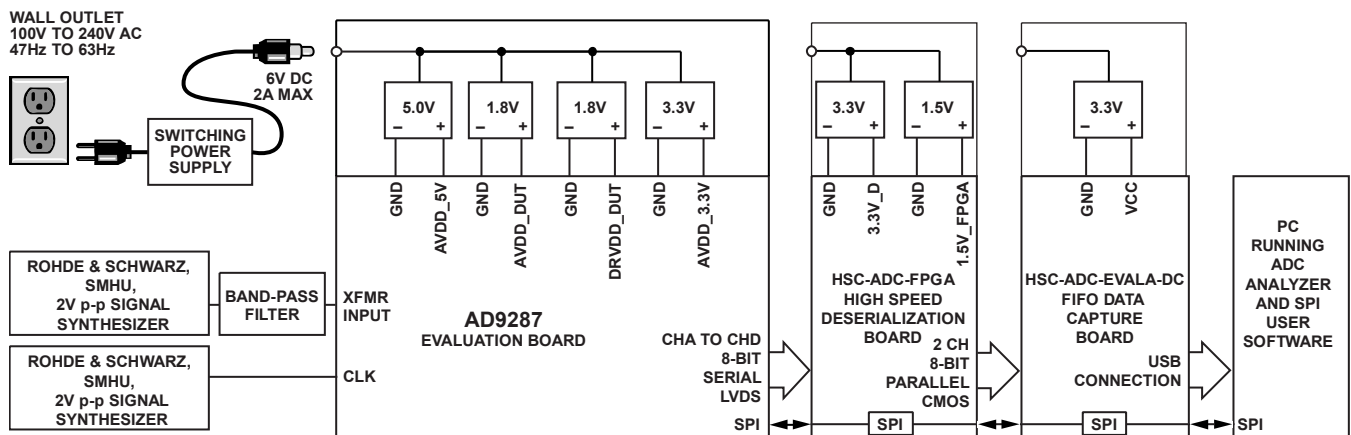 WALL OUTLET
100V TO 240V AC
47Hz TO 63Hz
6V DC
2A MAX
SWITCHING
POWER
SUPPLY
5.0V
– +
1.8V
– +
1.8V
– +
3.3V
– +
GND
AVDD_5V
GND
AVDD_DUT
GND
DRVDD_DUT
GND
AVDD_3.3V
3.3V
– +
1.5V
– +
GND
3.3V_D
GND
1.5V_FPGA
3.3V
– +
GND
VCC
ROHDE & SCHWARZ,
SMHU,
2V p-p SIGNAL
SYNTHESIZER
BAND-PASS
FILTER
XFMR
INPUT
ROHDE & SCHWARZ,
SMHU,
2V p-p SIGNAL
SYNTHESIZER
CLK
AD9287
EVALUATION BOARD
CHA TO CHD
8-BIT
SERIAL
LVDS
SPI
HSC-ADC-FPGA
HIGH SPEED
DESERIALIZATION
BOARD
2 CH
8-BIT
PARALLEL
CMOS
SPI
HSC-ADC-EVALA-DC
FIFO DATA
CAPTURE
BOARD
USB
CONNECTION
SPI
PC
RUNNING
ADC
ANALYZER
AND SPI
USER
SOFTWARE
SPI